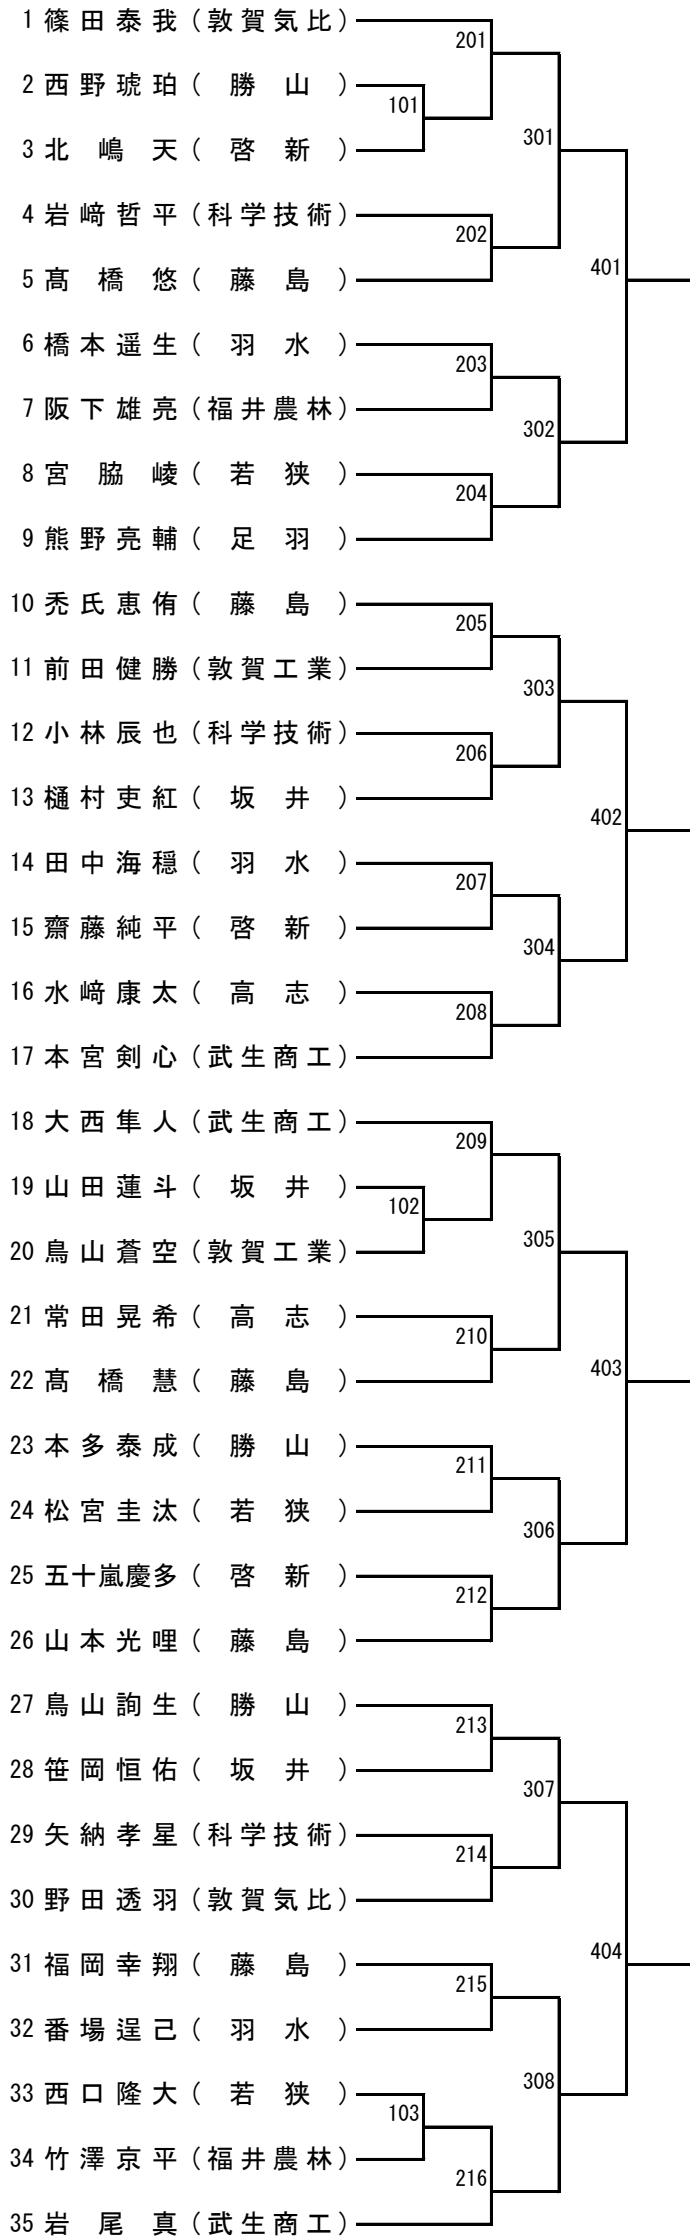 1 篠田泰我(敦賀気比)
201
2 西野琥珀(勝山)
101
3 北嶋天(啓新)
301
4 岩﨑哲平(科学技術)
202
5 髙橋悠(藤島)
401
6 橋本遥生(羽水)
203
7 阪下雄亮(福井農林)
302
8 宮脇崚(若狭)
204
9 熊野亮輔(足羽)
10 禿氏恵侑(藤島)
205
11 前田健勝(敦賀工業)
303
12 小林辰也(科学技術)
206
13 樋村吏紅(坂井)
402
14 田中海穏(羽水)
207
15 齋藤純平(啓新)
304
16 水﨑康太(高志)
208
17 本宮剣心(武生商工)
18 大西隼人(武生商工)
209
19 山田蓮斗(坂井)
102
20 鳥山蒼空(敦賀工業)
305
21 常田晃希(高志)
210
22 髙橋慧(藤島)
403
23 本多泰成(勝山)
211
24 松宮圭汰(若狭)
306
25 五十嵐慶多(啓新)
212
26 山本光哩(藤島)
27 鳥山詢生(勝山)
213
28 笹岡恒佑(坂井)
307
29 矢納孝星(科学技術)
214
30 野田透羽(敦賀気比)
404
31 福岡幸翔(藤島)
215
32 番場逞己(羽水)
308
33 西口隆大(若狭)
103
34 竹澤京平(福井農林)
216
35 岩尾真(武生商工)